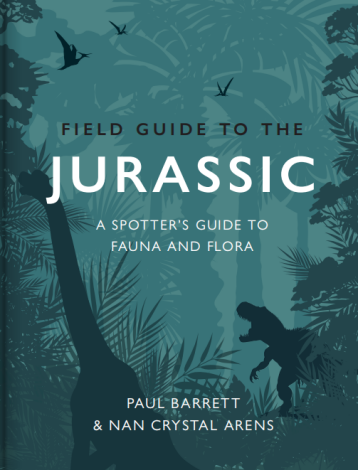 FIELD GUIDE TO THE
JURASSIC
A SPOTTER'S GUIDE TO
FAUNA AND FLORA
PAUL BARRETT
& NAN CRYSTAL ARENS